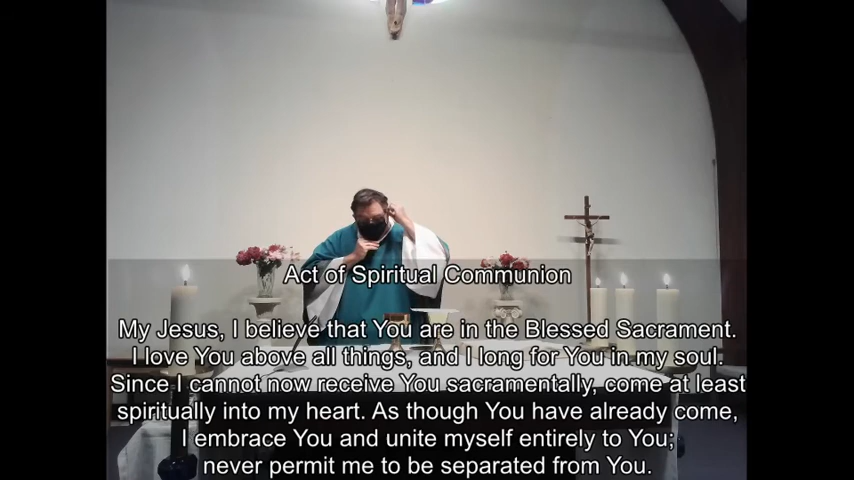 Act of Spiritual Communion
My Jesus, I believe that You are in the Blessed Sacrament.
I love You above all things, and I long for You in my soul.
Since I cannot now receive You sacramentally, come at least
spiritually into my heart. As though You have already come,
I embrace You and unite myself entirely to You;
never permit me to be separated from You.